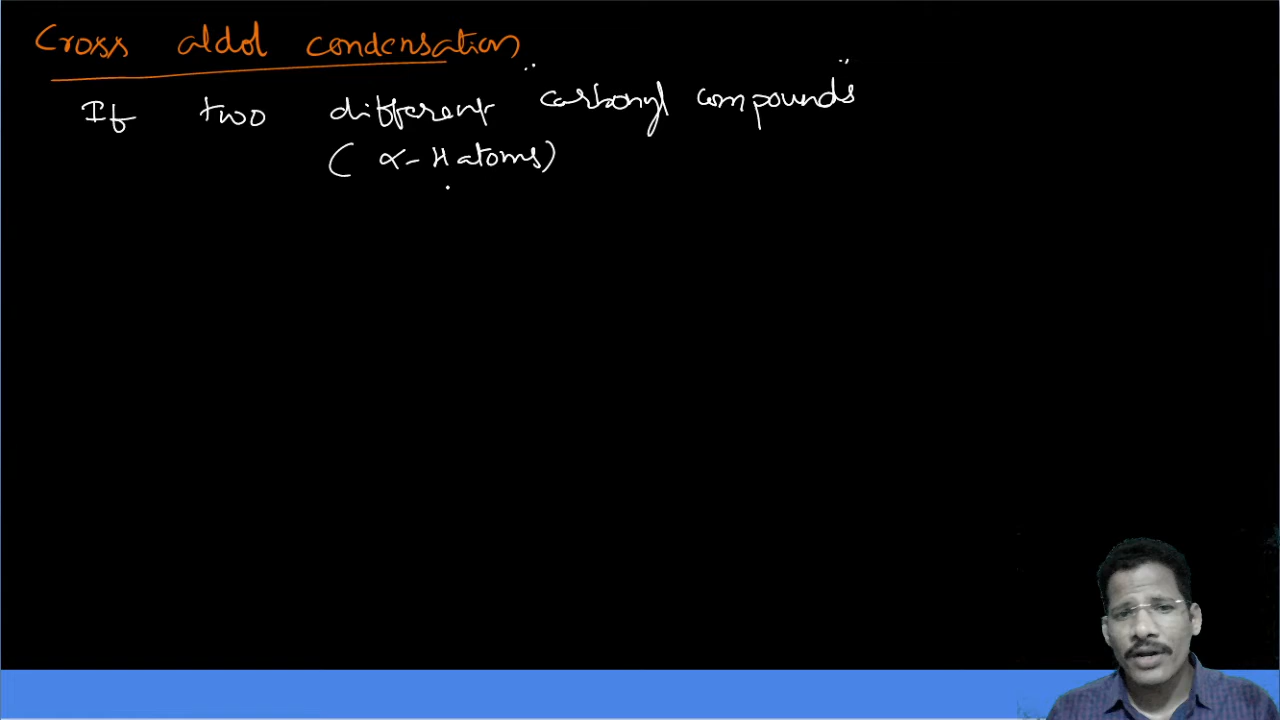 Cross aldol condensation
If two different "carbonyl compounds"
( α- H atoms)